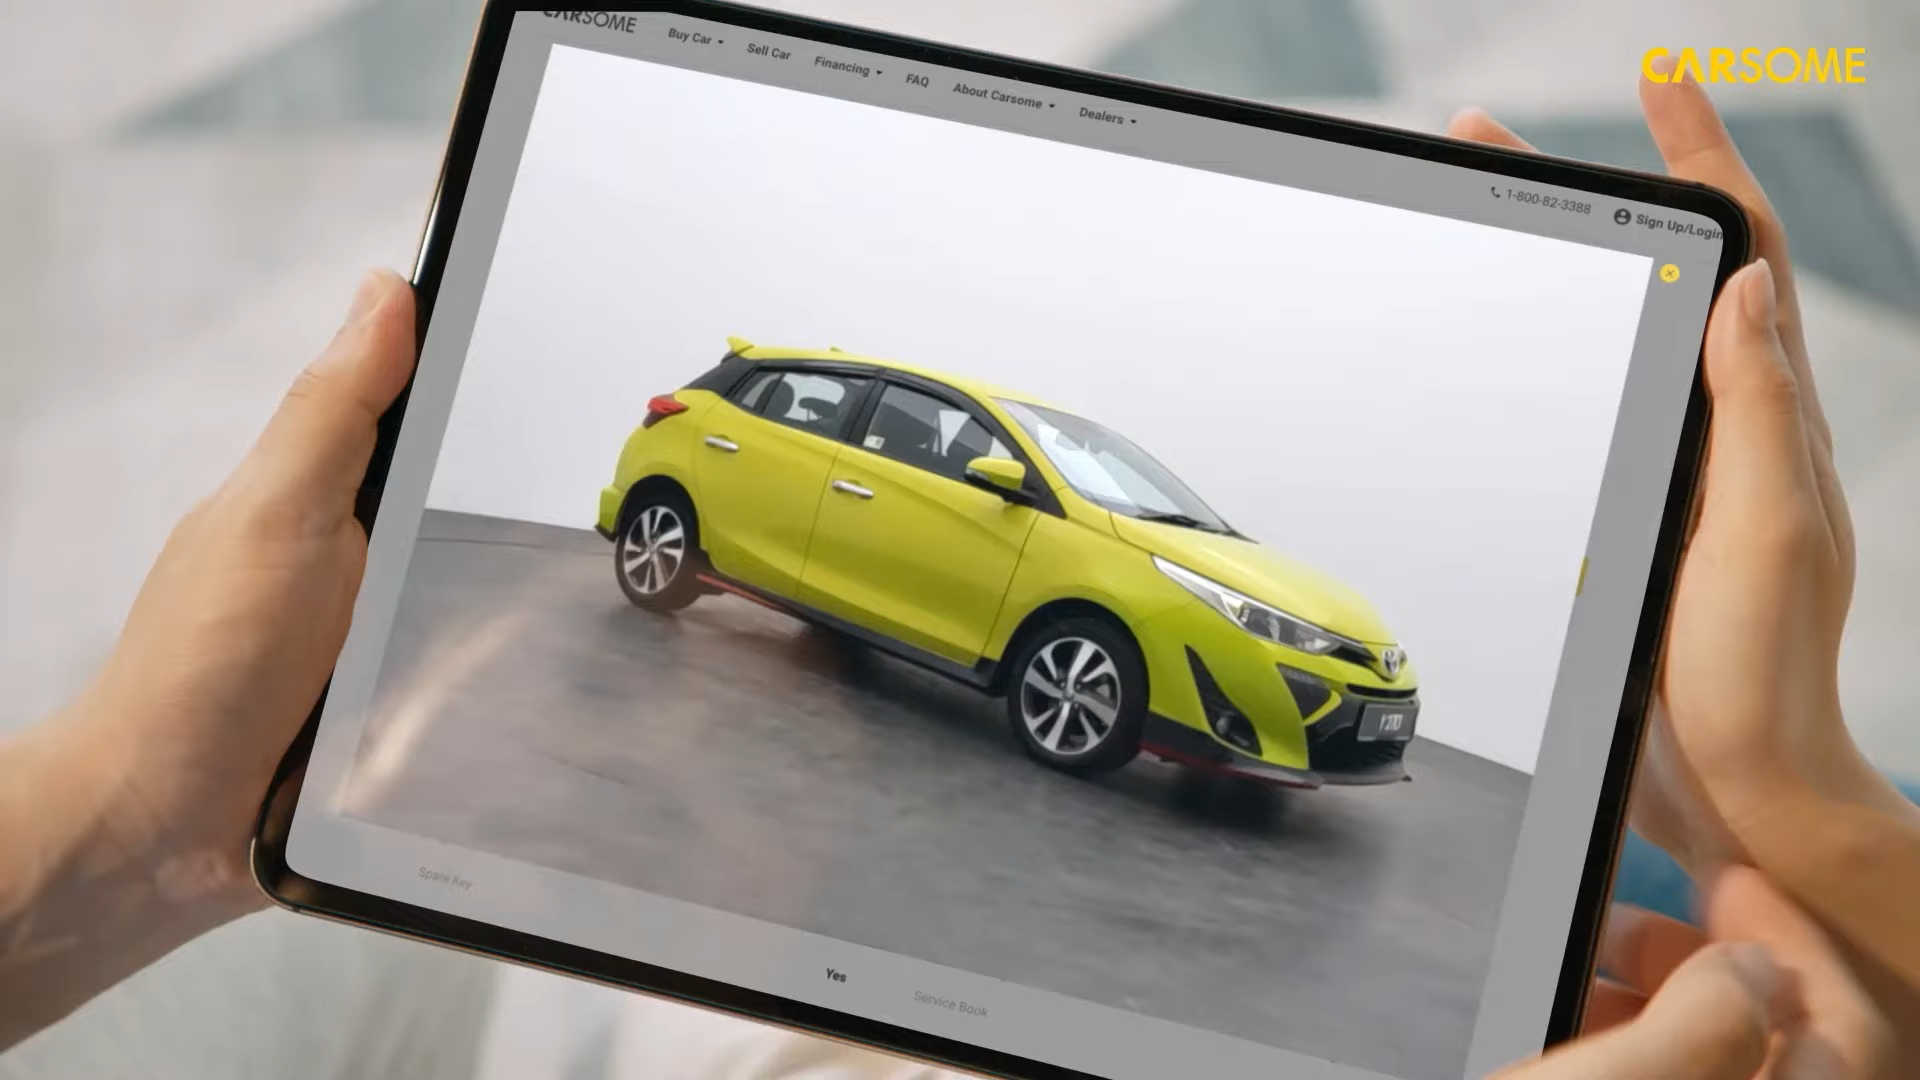 CARSOME
CARSOME
Buy Car
Sell Car
Financing
FAQ
About Carsome
Dealers
1-800-82-3388
Sign Up/Login
Spare Key
Yes
Service Book